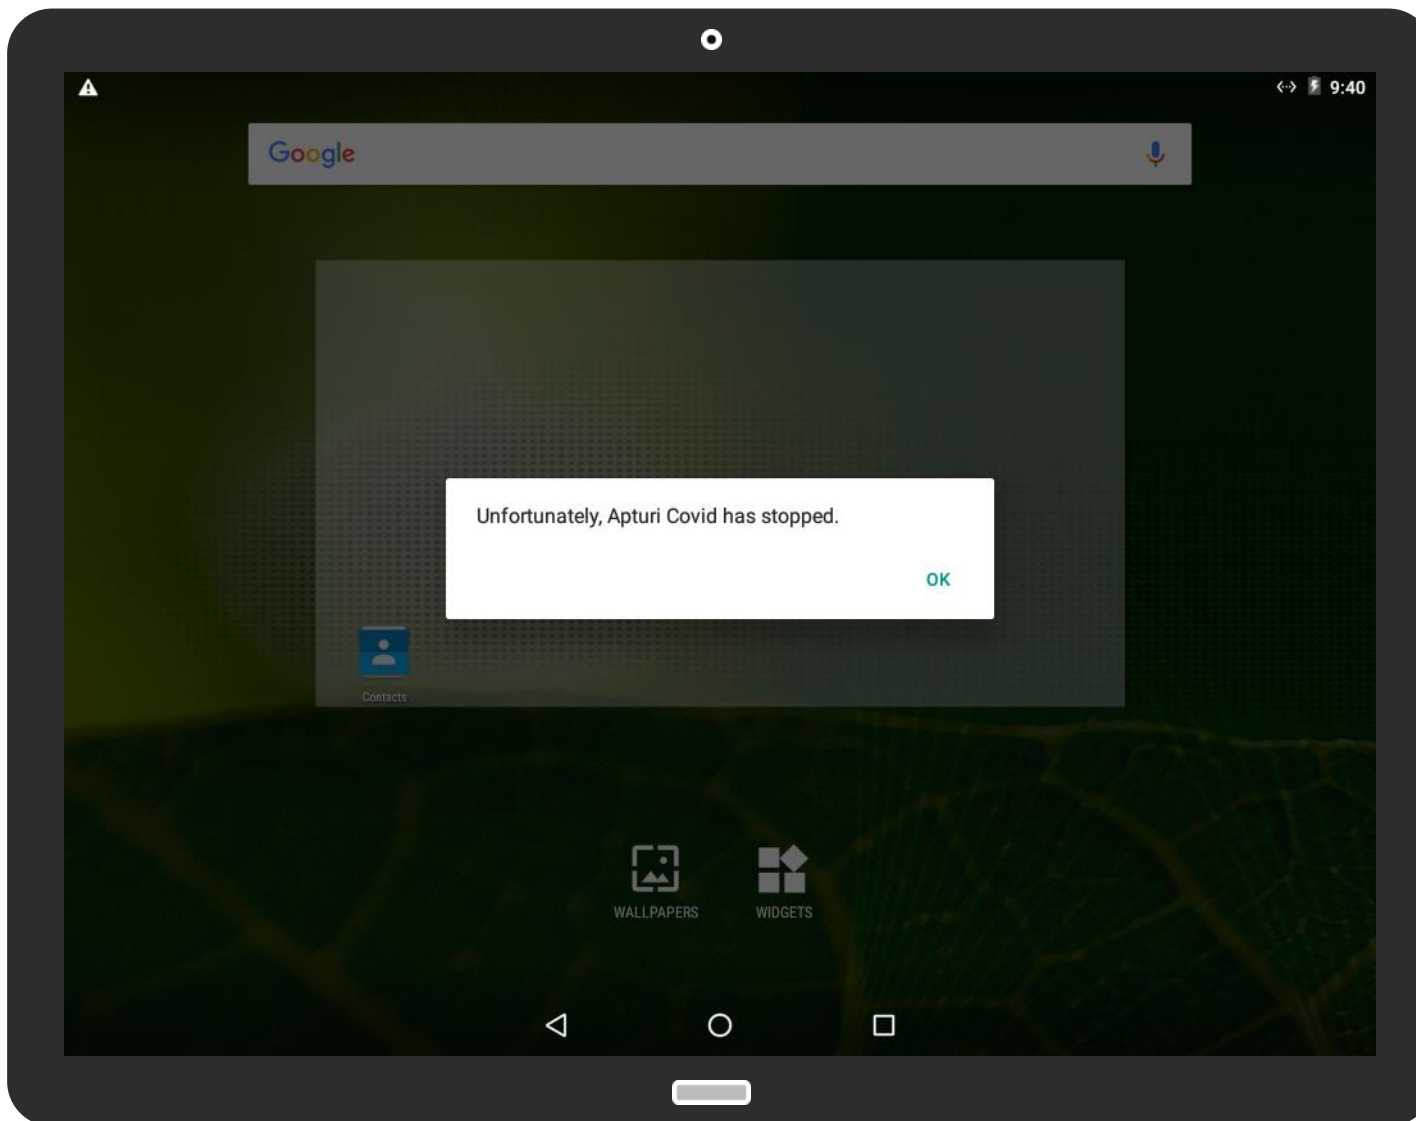 9:40
Google
Unfortunately, Apturi Covid has stopped.
OK
Contacts
WALLPAPERS
WIDGETS